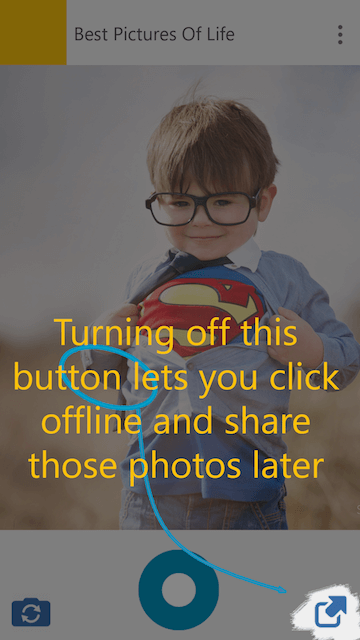 Best Pictures Of Life
Turning off this
button lets you click
offline and share
those photos later